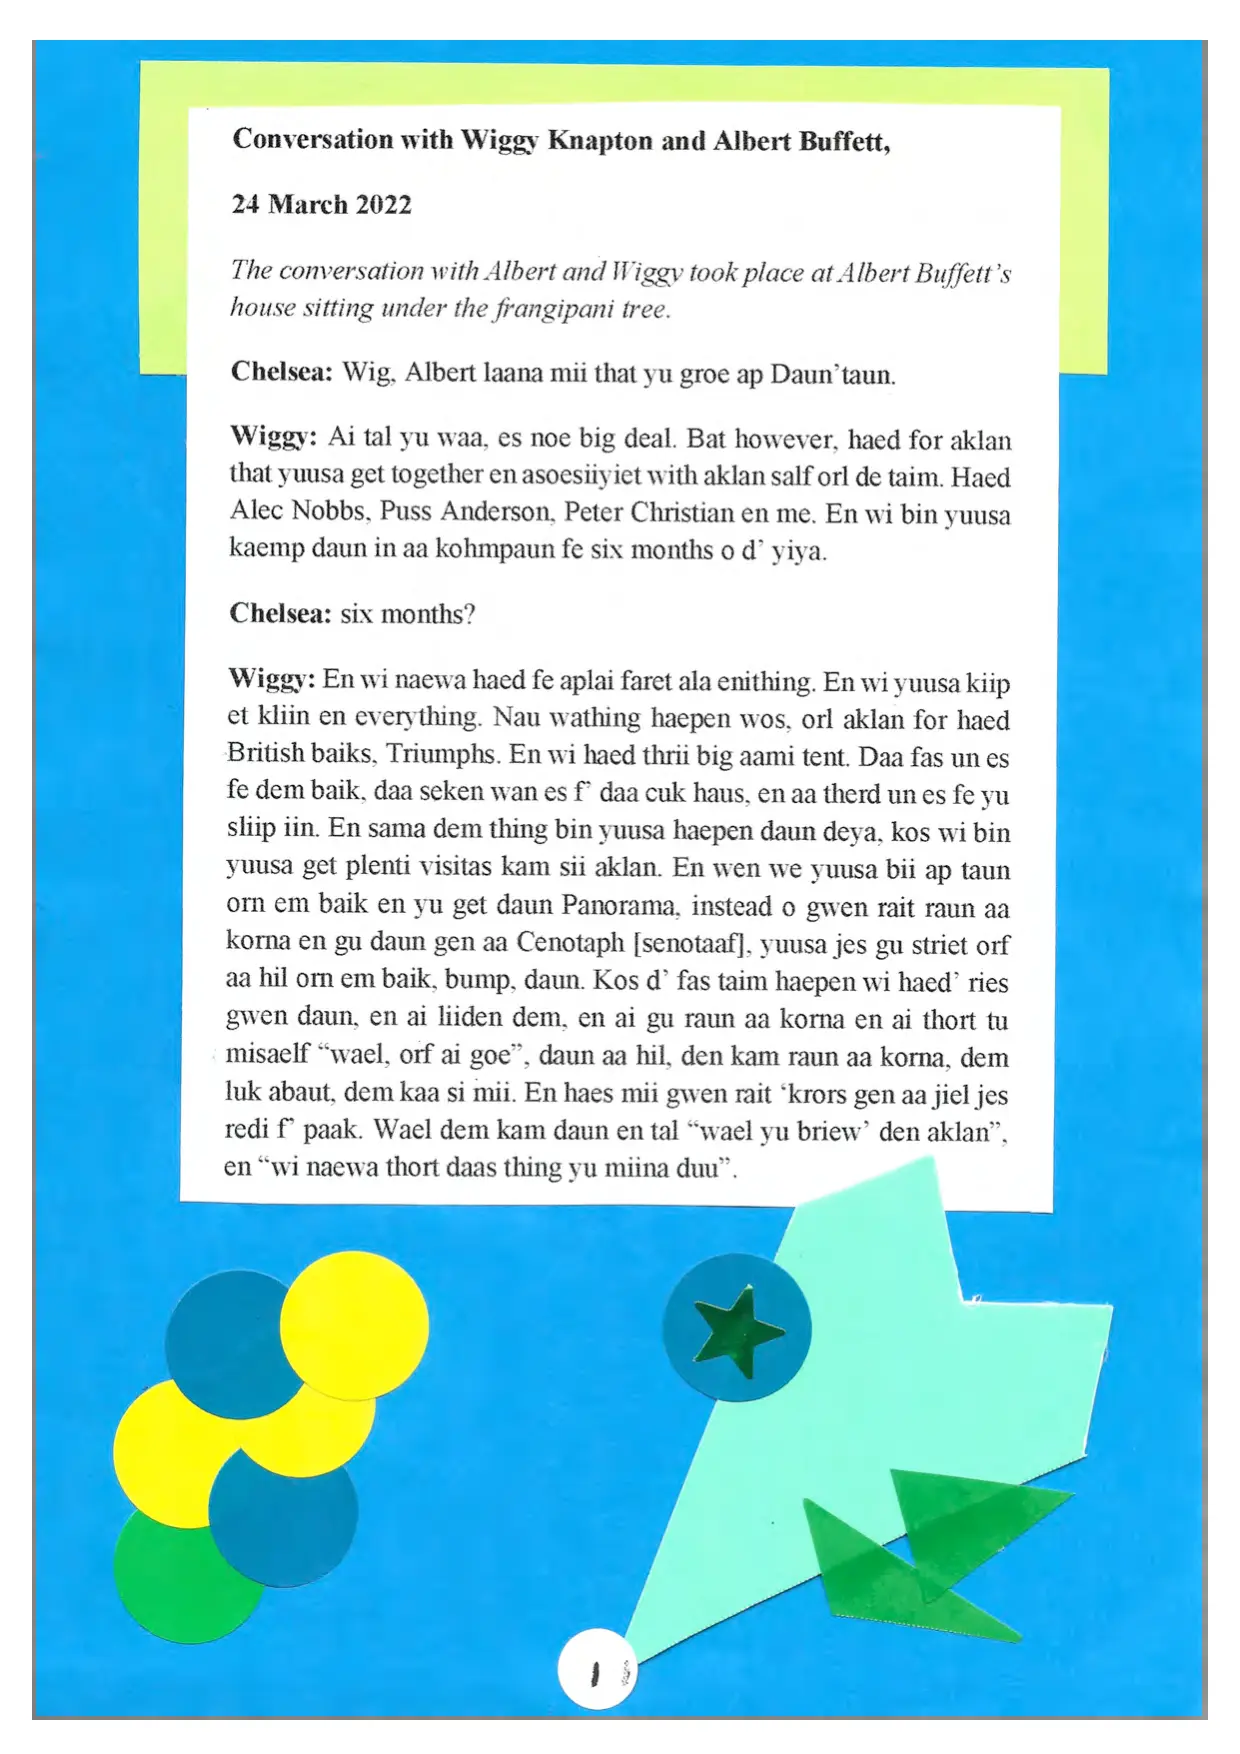 Conversation with Wiggy Knapton and Albert Buffett,
24 March 2022
The conversation with Albert and Wiggy took place at Albert Buffett's
house sitting under the frangipani tree.
Chelsea: Wig, Albert laana mii that yu groe ap Daun'taun.
Wiggy: Ai tal yu waa, es noe big deal. Bat however, haed for aklan
that yuusa get together en asoesiiyiet with aklan salf orl de taim. Haed
Alec Nobbs, Puss Anderson, Peter Christian en me. En wi bin yuusa
kaemp daun in aa kohmpaun fe six months o d' yiya.
Chelsea: six months?
Wiggy: En wi naewa haed fe aplai faret ala enithing. En wi yuusa kiip
et kliin en everything. Nau wathing haepen wos, orl aklan for haed
British baiks, Triumphs. En wi haed thrii big aami tent. Daa fas un es
fe dem baik, daa seken wan es f' daa cuk haus, en aa therd un es fe yu
sliip iin. En sama dem thing bin yuusa haepen daun deya, kos wi bin
yuusa get plenti visitas kam sii aklan. En wen we yuusa bii ap taun
orn em baik en yu get daun Panorama, instead o gwen rait raun aa
korna en gu daun gen aa Cenotaph [senotaaf], yuusa jes gu striet orf
aa hil orn em baik, bump, daun. Kos d' fas taim haepen wi haed' ries
gwen daun, en ai liiden dem, en ai gu raun aa korna en ai thort tu
misaelf “wael, orf ai goe”, daun aa hil, den kam raun aa korna, dem
luk abaut, dem kaa si mii. En haes mii gwen rait ‘krors gen aa jiel jes
redi f' paak. Wael dem kam daun en tal “wael yu briew' den aklan”,
en “wi naewa thort daas thing yu miina duu”.
1